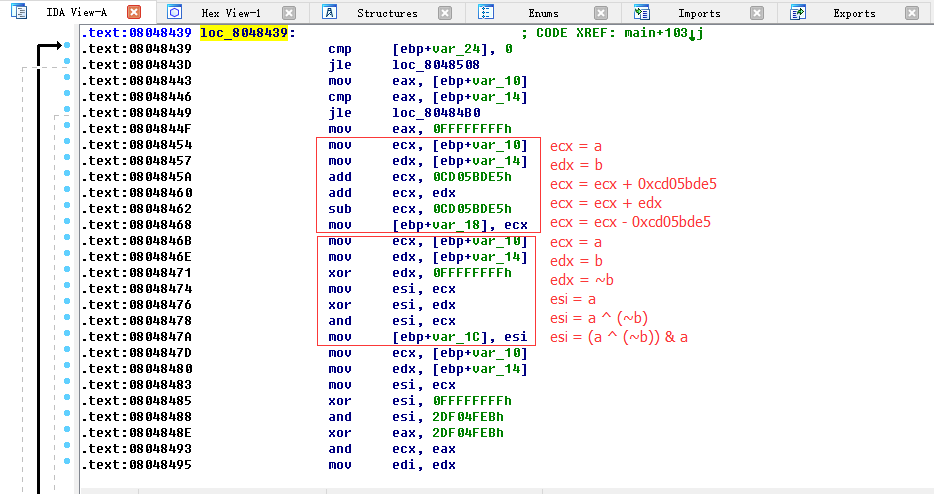 IDA View-A Hex View-1 Structures Enums Imports Exports
.text:08048439 loc_8048439: ; CODE XREF: main+103↓j
.text:08048439 cmp [ebp+var_24], 0
.text:0804843D jle loc_8048508
.text:08048443 mov eax, [ebp+var_10]
.text:08048446 cmp eax, [ebp+var_14]
.text:08048449 jle loc_80484B0
.text:0804844F mov eax, 0FFFFFFFFh
.text:08048454 mov ecx, [ebp+var_10] ecx = a
.text:08048457 mov edx, [ebp+var_14] edx = b
.text:0804845A add ecx, 0CD05BDE5h ecx = ecx + 0xcd05bde5
.text:08048460 add ecx, edx ecx = ecx + edx
.text:08048462 sub ecx, 0CD05BDE5h ecx = ecx - 0xcd05bde5
.text:08048468 mov [ebp+var_18], ecx
.text:0804846B mov ecx, [ebp+var_10] ecx = a
.text:0804846E mov edx, [ebp+var_14] edx = b
.text:08048471 xor edx, 0FFFFFFFFh edx = ~b
.text:08048474 mov esi, ecx esi = a
.text:08048476 xor esi, edx esi = a ^ (~b)
.text:08048478 and esi, ecx esi = (a ^ (~b)) & a
.text:0804847A mov [ebp+var_1C], esi
.text:0804847D mov ecx, [ebp+var_10]
.text:08048480 mov edx, [ebp+var_14]
.text:08048483 mov esi, ecx
.text:08048485 xor esi, 0FFFFFFFFh
.text:08048488 and esi, 2DF04FEBh
.text:0804848E xor eax, 2DF04FEBh
.text:08048493 and ecx, eax
.text:08048495 mov edi, edx